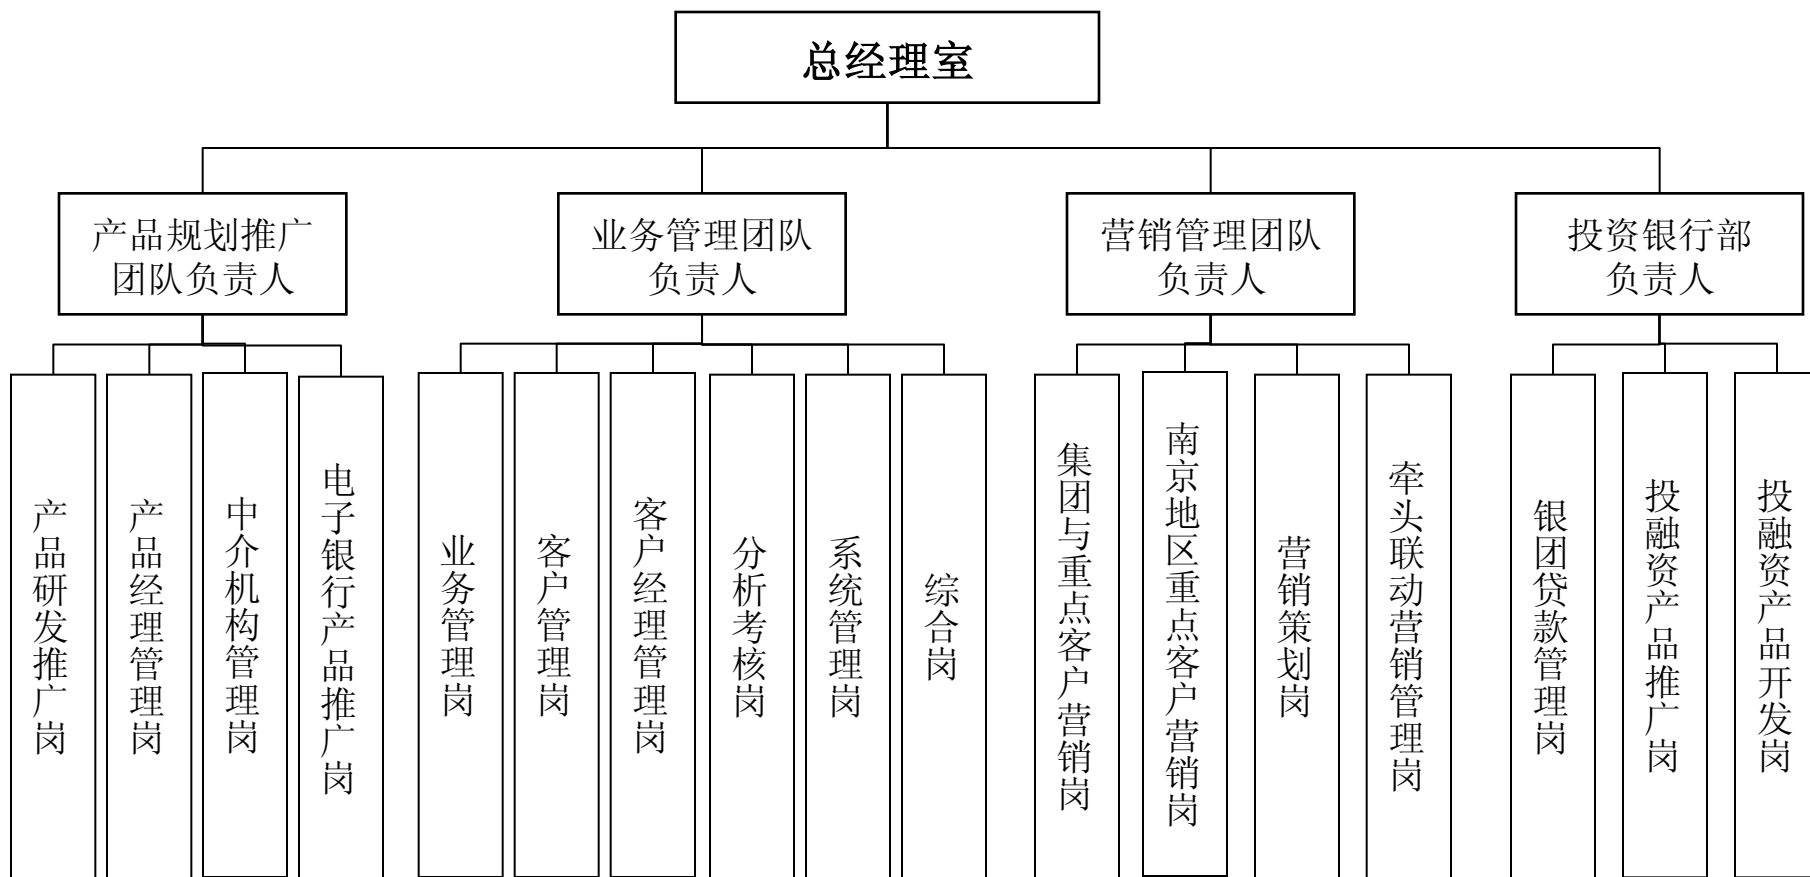 总经理室
产品规划推广
团队负责人
业务管理团队
负责人
营销管理团队
负责人
投资银行部
负责人
产品研发推广岗
产品经理管理岗
中介机构管理岗
电子银行产品推广岗
业务管理岗
客户管理岗
客户经理管理岗
分析考核岗
系统管理岗
综合岗
集团与重点客户营销岗
南京地区重点客户营销岗
营销策划岗
牵头联动营销管理岗
银团贷款管理岗
投融资产品推广岗
投融资产品开发岗